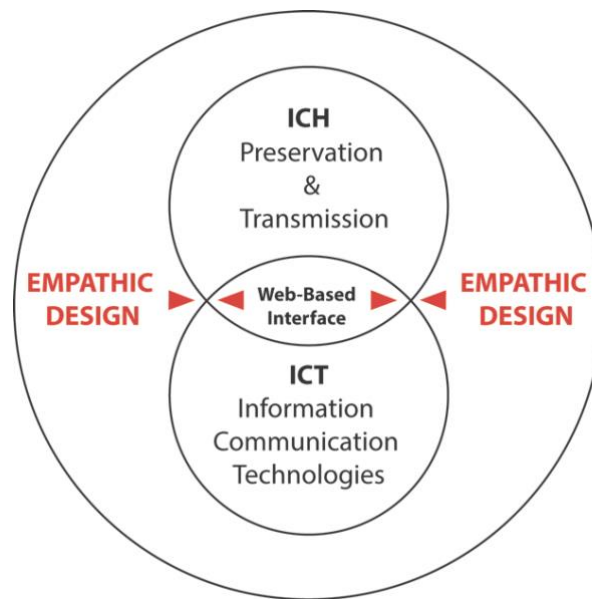 ICH
Preservation
&
Transmission
EMPATHIC
DESIGN
Web-Based
Interface
EMPATHIC
DESIGN
ICT
Information
Communication
Technologies